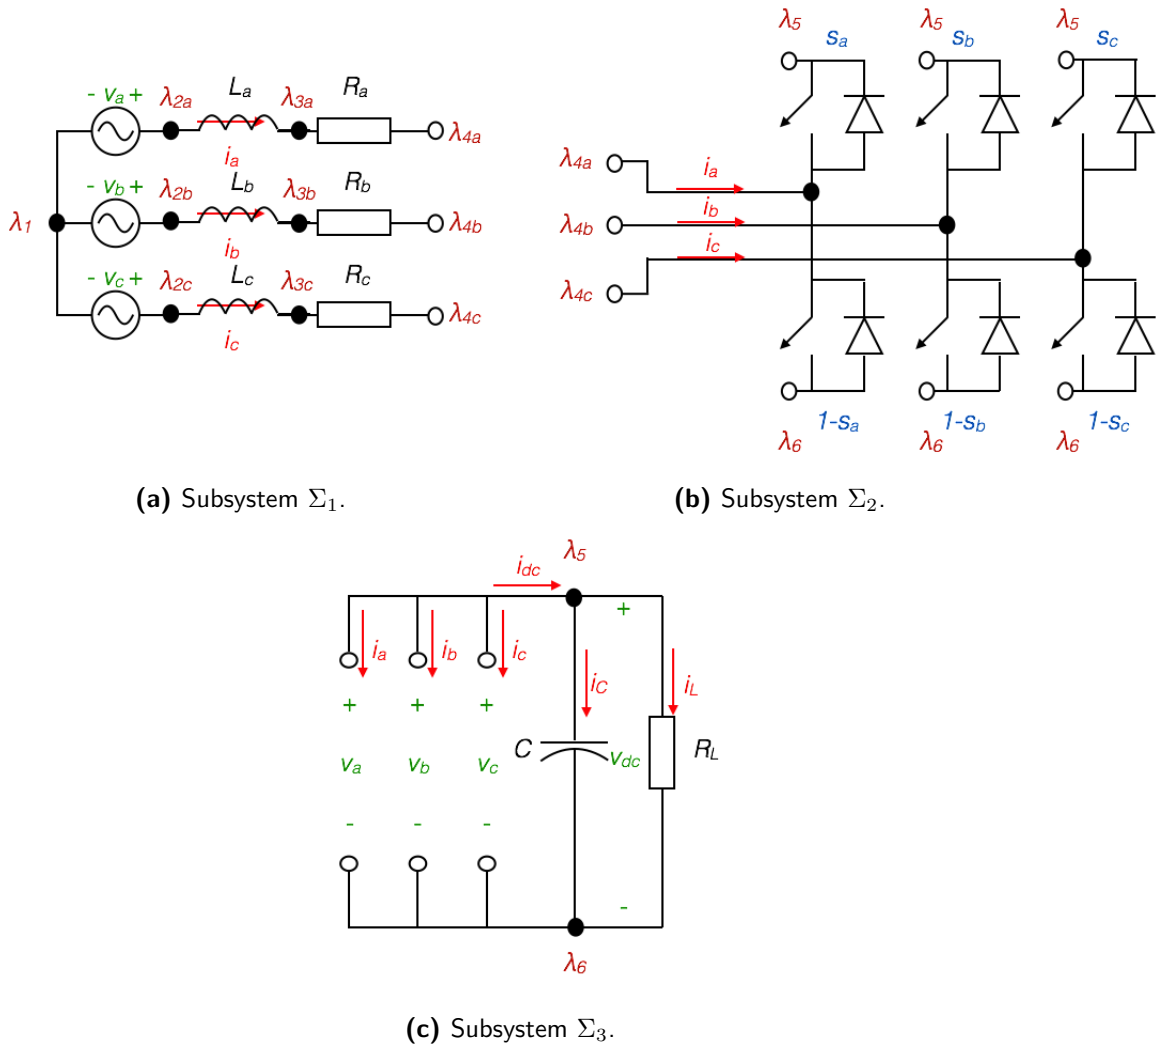 λ5 λ5 λ5
sa sb sc
- va + λ2a La λ3a Ra λ4a
ia
- vb + λ2b Lb λ3b Rb λ4b
λ1
ib
- vc + λ2c Lc λ3c Rc λ4c
ic
λ4a ia
λ4b ib
λ4c ic
1-sa 1-sb 1-sc
λ6 λ6 λ6
(a) Subsystem Σ1.
(b) Subsystem Σ2.
idc λ5
+
ia ib ic iC iL
+ + +
va vb vc C vdc RL
- - -
-
λ6
(c) Subsystem Σ3.